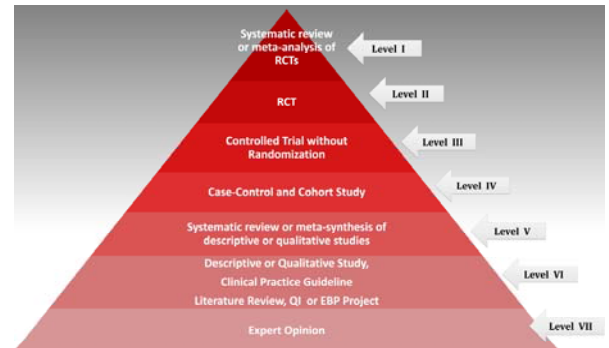 Systematic review
or meta-analysis of
RCTs
Level I
RCT
Level II
Controlled Trial without
Randomization
Level III
Case-Control and Cohort Study
Level IV
Systematic review or meta-synthesis of
descriptive or qualitative studies
Level V
Descriptive or Qualitative Study,
Clinical Practice Guideline
Literature Review, QI or EBP Project
Level VI
Expert Opinion
Level VII